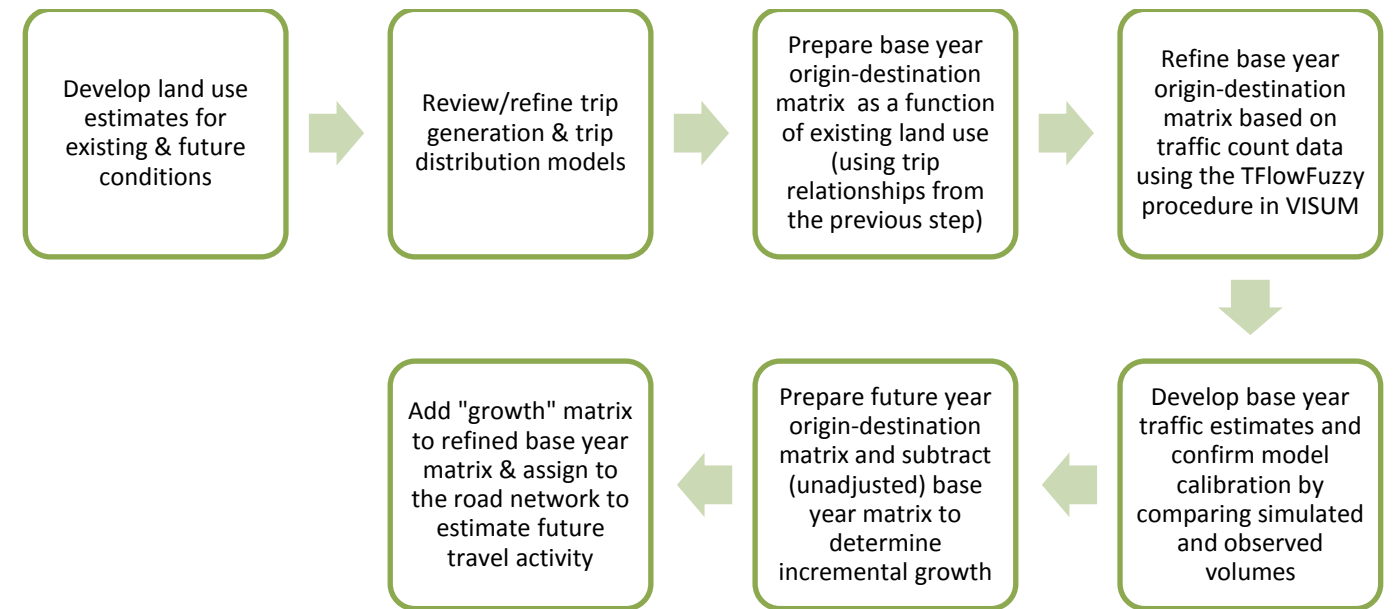 Develop land use
estimates for
existing & future
conditions
Review/refine trip
generation & trip
distribution models
Prepare base year
origin-destination
matrix as a function
of existing land use
(using trip
relationships from
the previous step)
Refine base year
origin-destination
matrix based on
traffic count data
using the TFlowFuzzy
procedure in VISUM
Develop base year
traffic estimates and
confirm model
calibration by
comparing simulated
and observed
volumes
Prepare future year
origin-destination
matrix and subtract
(unadjusted) base
year matrix to
determine
incremental growth
Add "growth" matrix
to refined base year
matrix & assign to
the road network to
estimate future
travel activity